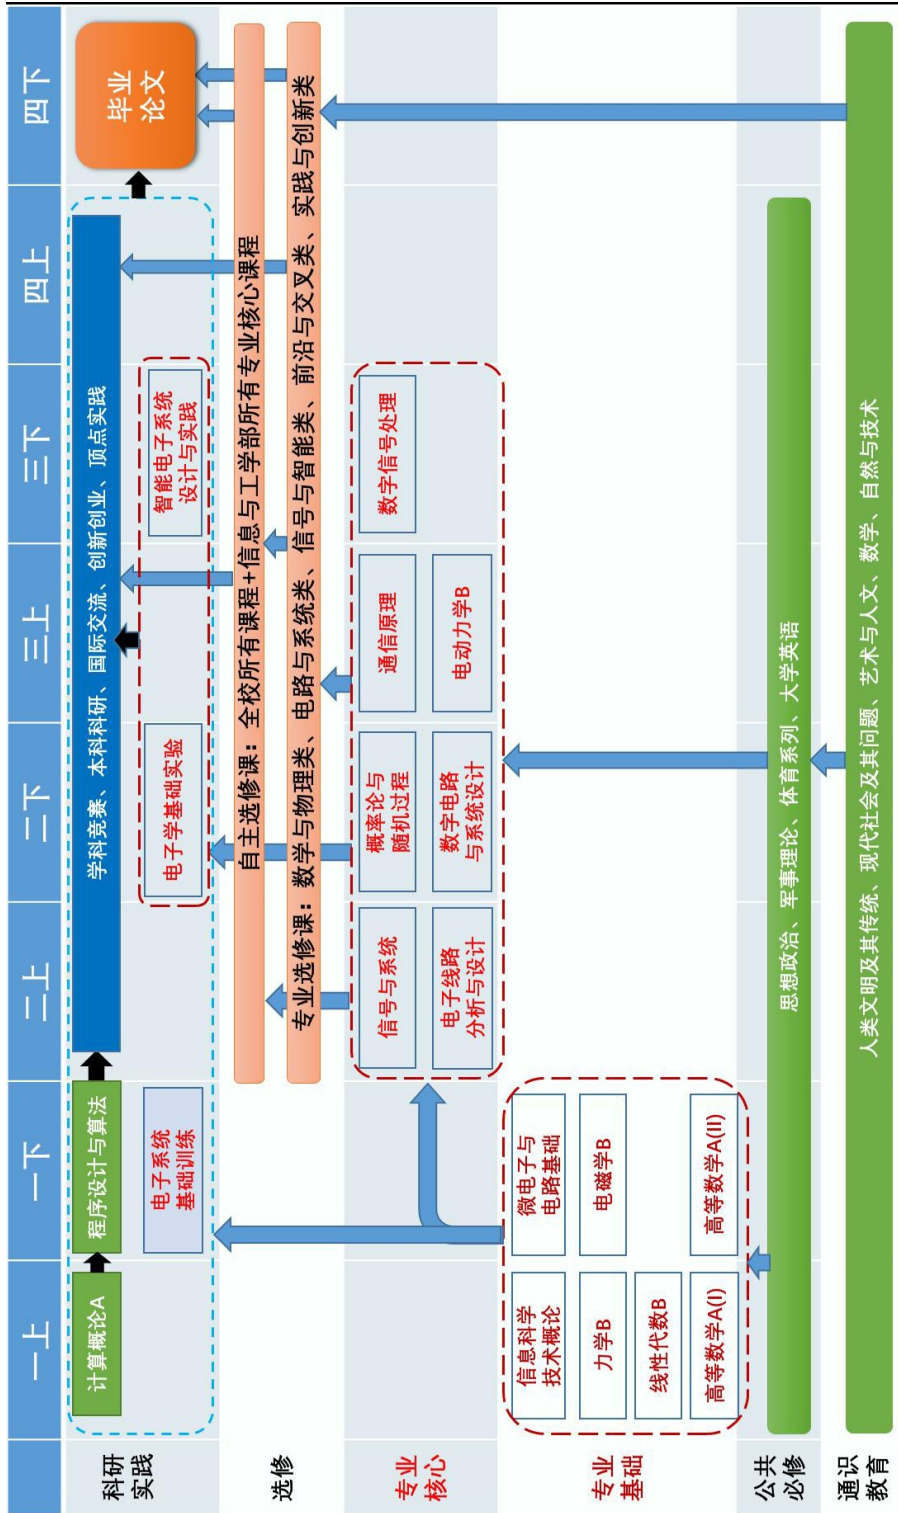 一上
一下
二上
二下
三上
三下
四上
四下
科研
实践
计算概论A
程序设计与算法
学科竞赛、本科科研、国际交流、创新创业、顶点实践
毕业
论文
电子系统
基础训练
电子学基础实验
智能电子系统
设计与实践
选修
自主选修课：全校所有课程+信息与工学部所有专业核心课程
专业选修课：数学与物理类、电路与系统类、信号与智能类、前沿与交叉类、实践与创新类
专业
核心
信号与系统
概率论与
随机过程
通信原理
数字信号处理
电子线路
分析与设计
数字电路
与系统设计
电动力学B
专业
基础
信息科学
技术概论
微电子与
电路基础
力学B
电磁学B
线性代数B
高等数学A(I)
高等数学A(II)
公共
必修
思想政治、军事理论、体育系列、大学英语
通识
教育
人类文明及其传统、现代社会及其问题、艺术与人文、数学、自然与技术